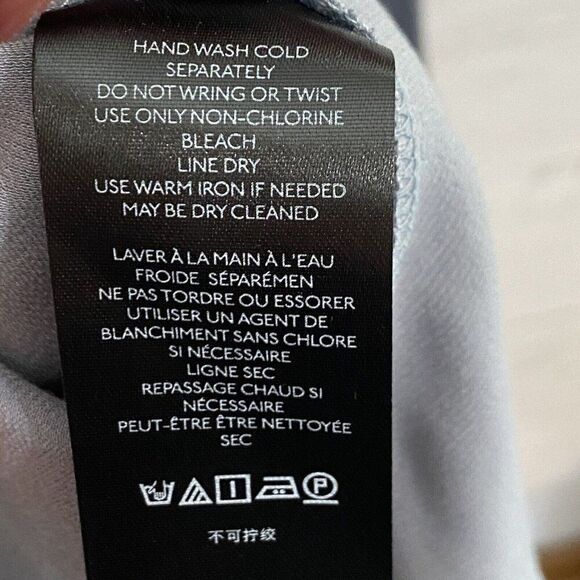 HAND WASH COLD
SEPARATELY
DO NOT WRING OR TWIST
USE ONLY NON-CHLORINE
BLEACH
LINE DRY
USE WARM IRON IF NEEDED
MAY BE DRY CLEANED
LAVER À LA MAIN À L'EAU
FROIDE SÉPARÉMEN
NE PAS TORDRE OU ESSORER
UTILISER UN AGENT DE
BLANCHIMENT SANS CHLORE
SI NÉCESSAIRE
LIGNE SEC
REPASSAGE CHAUD SI
NÉCESSAIRE
PEUT-ÊTRE ÊTRE NETTOYÉE
SEC
P
不可拧绞